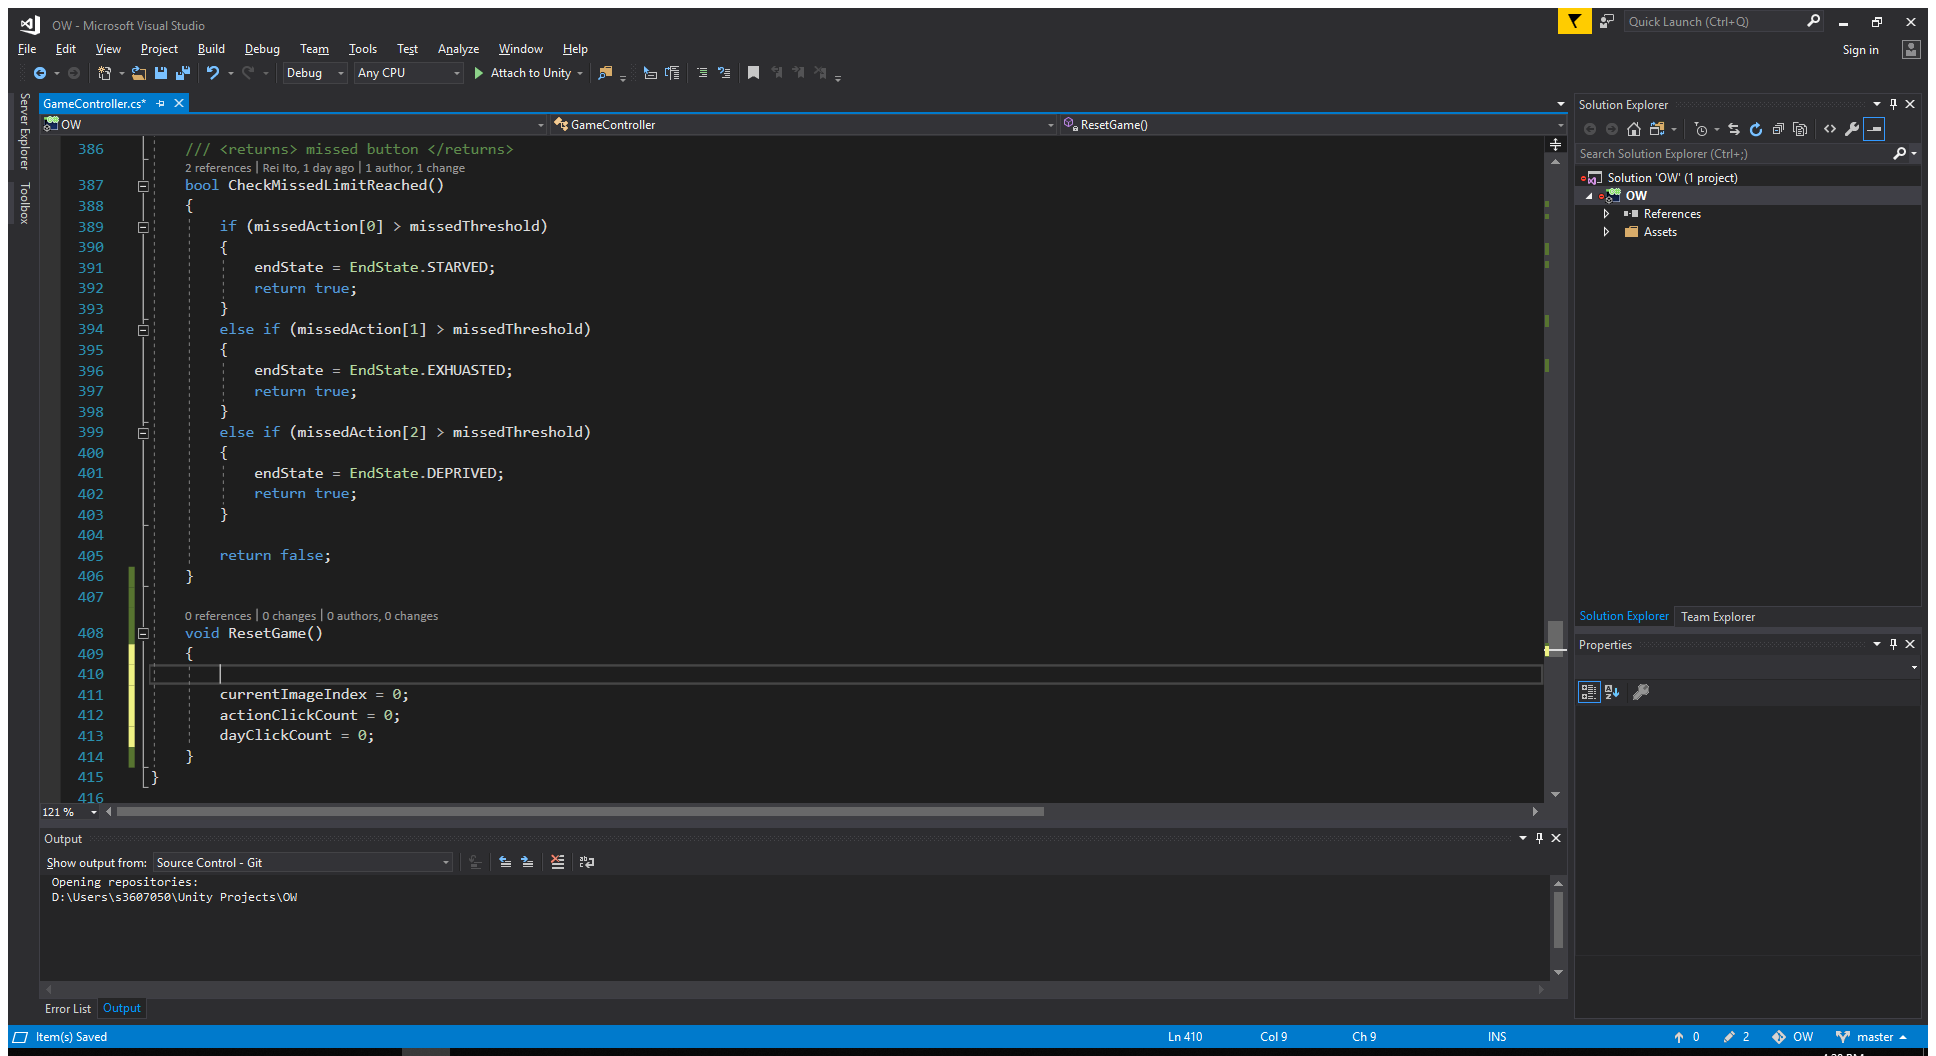 OW - Microsoft Visual Studio
Quick Launch (Ctrl+Q)
File Edit View Project Build Debug Team Tools Test Analyze Window Help
Sign in
Debug Any CPU Attach to Unity
Server Explorer
Toolbox
GameController.cs*
OW GameController ResetGame()
386 /// <returns> missed button </returns>
2 references | Rei Ito, 1 day ago | 1 author, 1 change
387 bool CheckMissedLimitReached()
388 {
389 if (missedAction[0] > missedThreshold)
390 {
391 endState = EndState.STARVED;
392 return true;
393 }
394 else if (missedAction[1] > missedThreshold)
395 {
396 endState = EndState.EXHUASTED;
397 return true;
398 }
399 else if (missedAction[2] > missedThreshold)
400 {
401 endState = EndState.DEPRIVED;
402 return true;
403 }
404
405 return false;
406 }
407
0 references | 0 changes | 0 authors, 0 changes
408 void ResetGame()
409 {
410
411 currentImageIndex = 0;
412 actionClickCount = 0;
413 dayClickCount = 0;
414 }
415 }
416
121 %
Output
Show output from: Source Control - Git
Opening repositories:
D:\Users\s3607050\Unity Projects\OW
Error List Output
Solution Explorer
Search Solution Explorer (Ctrl+;)
Solution 'OW' (1 project)
OW
References
Assets
Solution Explorer Team Explorer
Properties
Item(s) Saved Ln 410 Col 9 Ch 9 INS 0 2 OW master